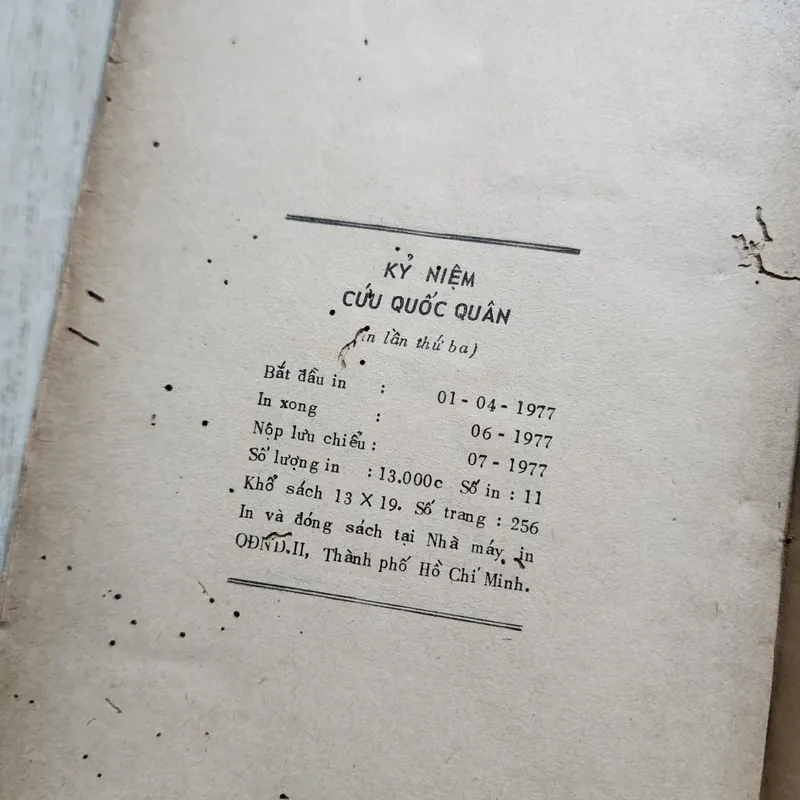 KỶ NIỆM
CỨU QUỐC QUÂN
(in lần thứ ba)
Bắt đầu in : 01-04-1977
In xong : 06-1977
Nộp lưu chiểu : 07-1977
Số lượng in : 13.000c Số in : 11
Khổ sách 13 X 19. Số trang : 256
In và đóng sách tại Nhà máy in
QĐND.II, Thành phố Hồ Chí Minh.